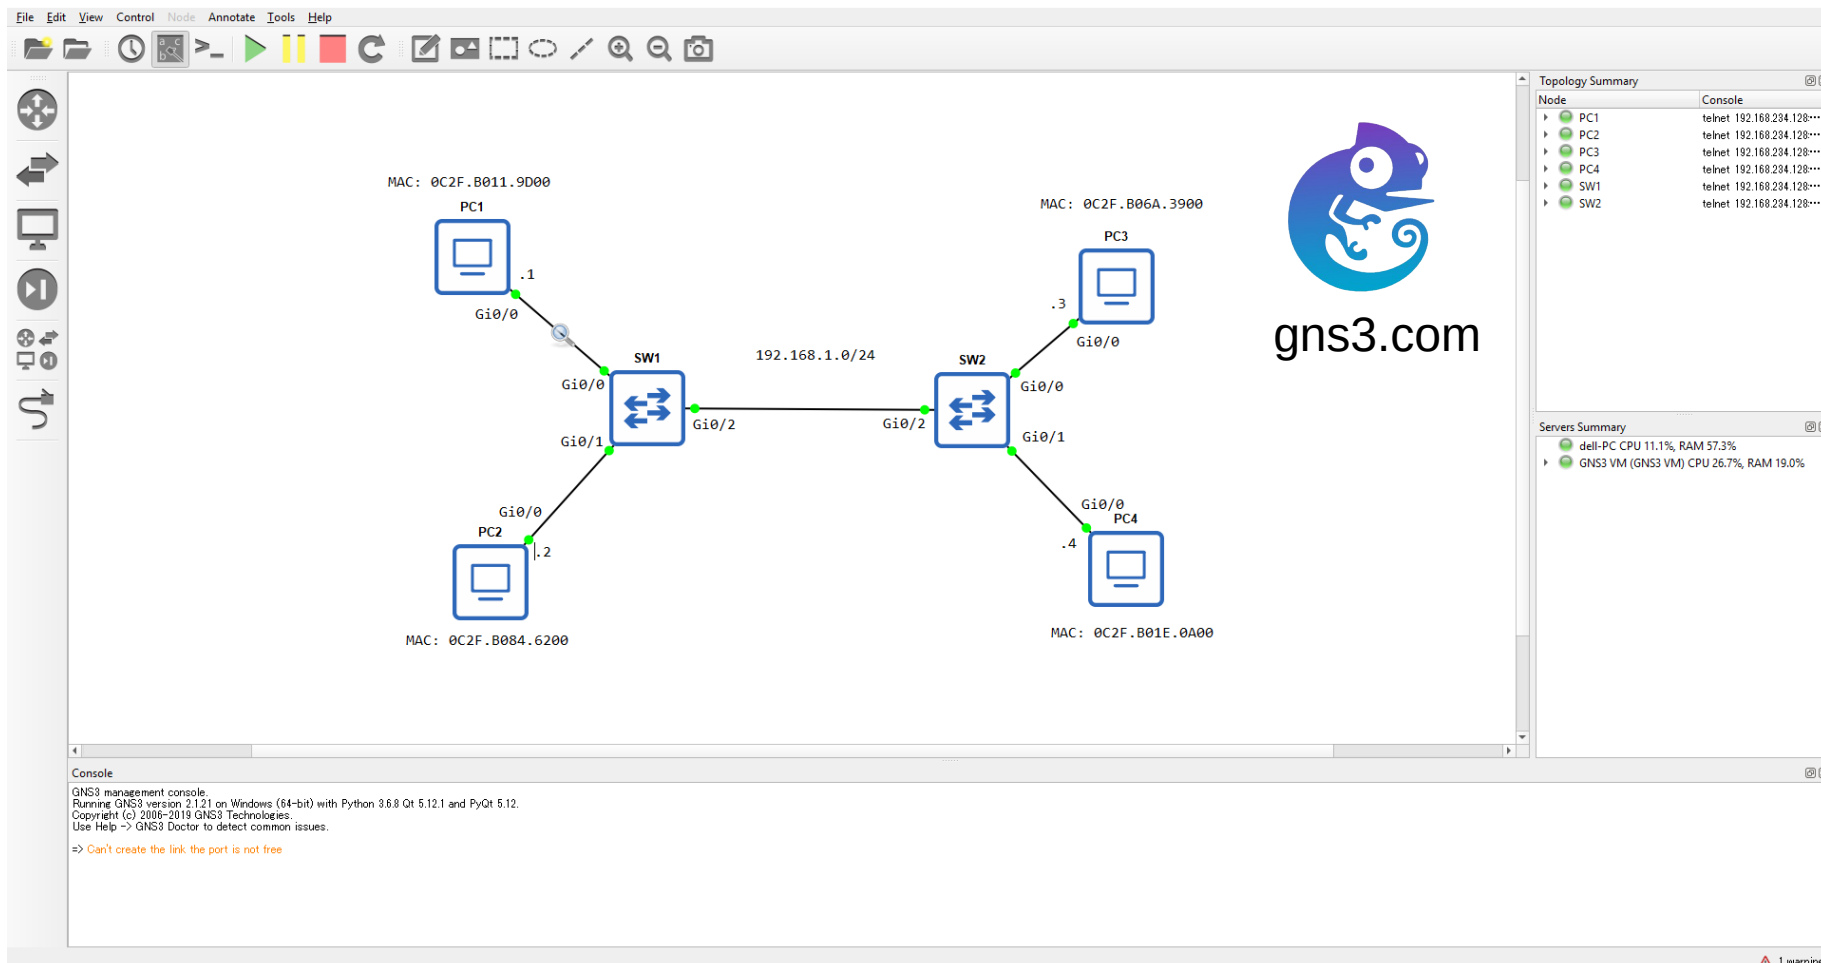 File Edit View Control Node Annotate Tools Help
Topology Summary
Node Console
PC1 telnet 192.168.234.128:···
PC2 telnet 192.168.234.128:···
PC3 telnet 192.168.234.128:···
PC4 telnet 192.168.234.128:···
SW1 telnet 192.168.234.128:···
SW2 telnet 192.168.234.128:···
MAC: 0C2F.B011.9D00
PC1
.1
Gi0/0
MAC: 0C2F.B06A.3900
PC3
.3
Gi0/0
gns3.com
SW1
192.168.1.0/24
SW2
Gi0/0
Gi0/0
Gi0/2
Gi0/2
Gi0/1
Gi0/1
Gi0/0
PC2
.2
MAC: 0C2F.B084.6200
Gi0/0
PC4
.4
MAC: 0C2F.B01E.0A00
Servers Summary
dell-PC CPU 11.1%, RAM 57.3%
GNS3 VM (GNS3 VM) CPU 26.7%, RAM 19.0%
Console
GNS3 management console.
Running GNS3 version 2.1.21 on Windows (64-bit) with Python 3.6.8 Qt 5.12.1 and PyQt 5.12.
Copyright (c) 2006-2019 GNS3 Technologies.
Use Help -> GNS3 Doctor to detect common issues.
=> Can't create the link the port is not free
1 warning